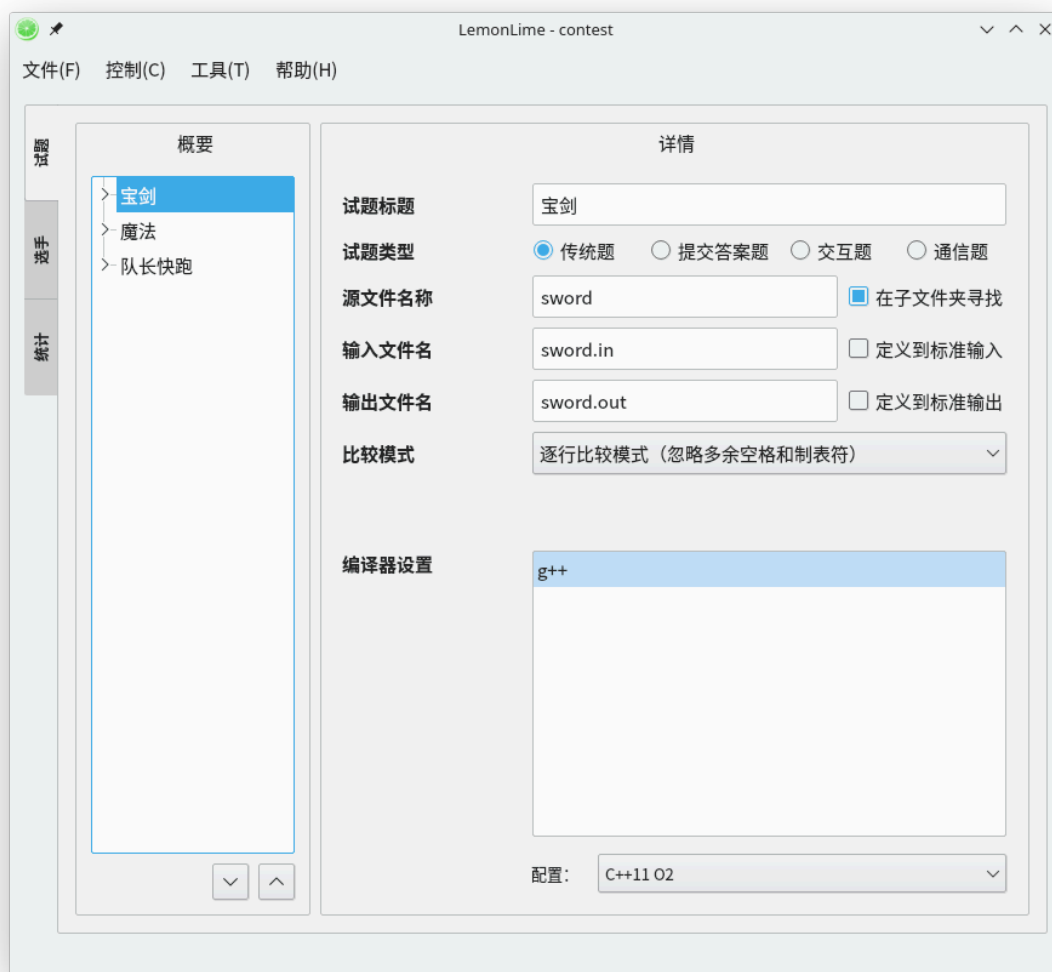 LemonLime - contest
文件(F) 控制(C) 工具(T) 帮助(H)
试题
选手
统计
概要
宝剑
魔法
队长快跑
详情
试题标题 宝剑
试题类型 传统题 提交答案题 交互题 通信题
源文件名称 sword 在子文件夹寻找
输入文件名 sword.in 定义到标准输入
输出文件名 sword.out 定义到标准输出
比较模式 逐行比较模式（忽略多余空格和制表符）
编译器设置 g++
配置： C++11 O2